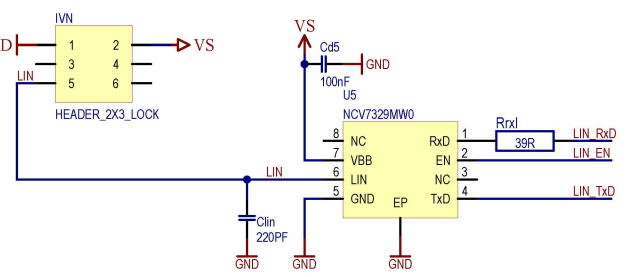 IVN
D 1 2 VS
3 4
LIN 5 6
HEADER_2X3_LOCK
VS
Cd5
GND
100nF
U5
NCV7329MW0
8 NC RxD 1
7 VBB EN 2
6 LIN NC 3
5 GND TxD 4
EP
Rrxl
39R
LIN_RxD
LIN_EN
LIN_TxD
LIN
Clin
220PF
GND GND GND